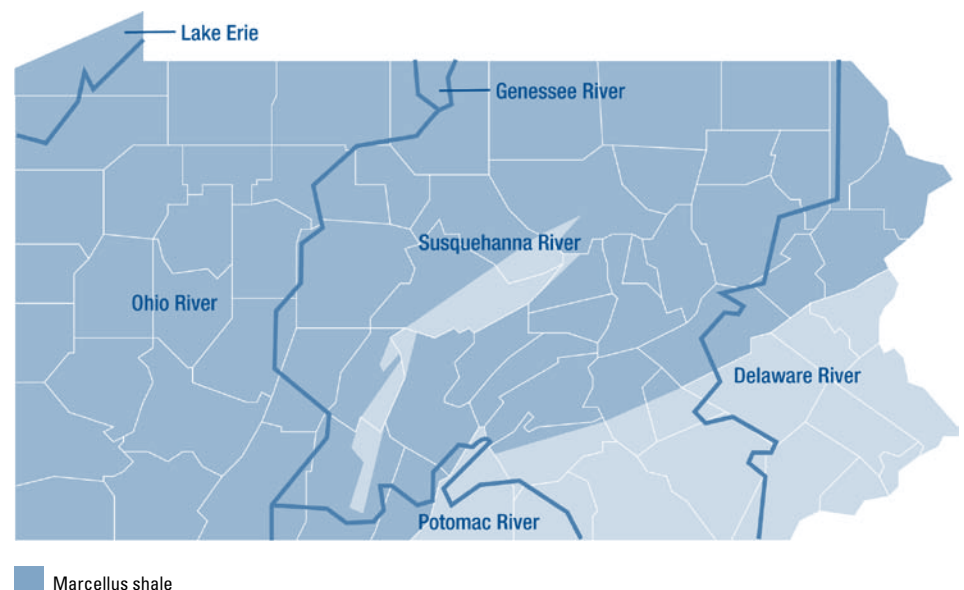 Lake Erie
Genessee River
Susquehanna River
Ohio River
Delaware River
Potomac River
Marcellus shale